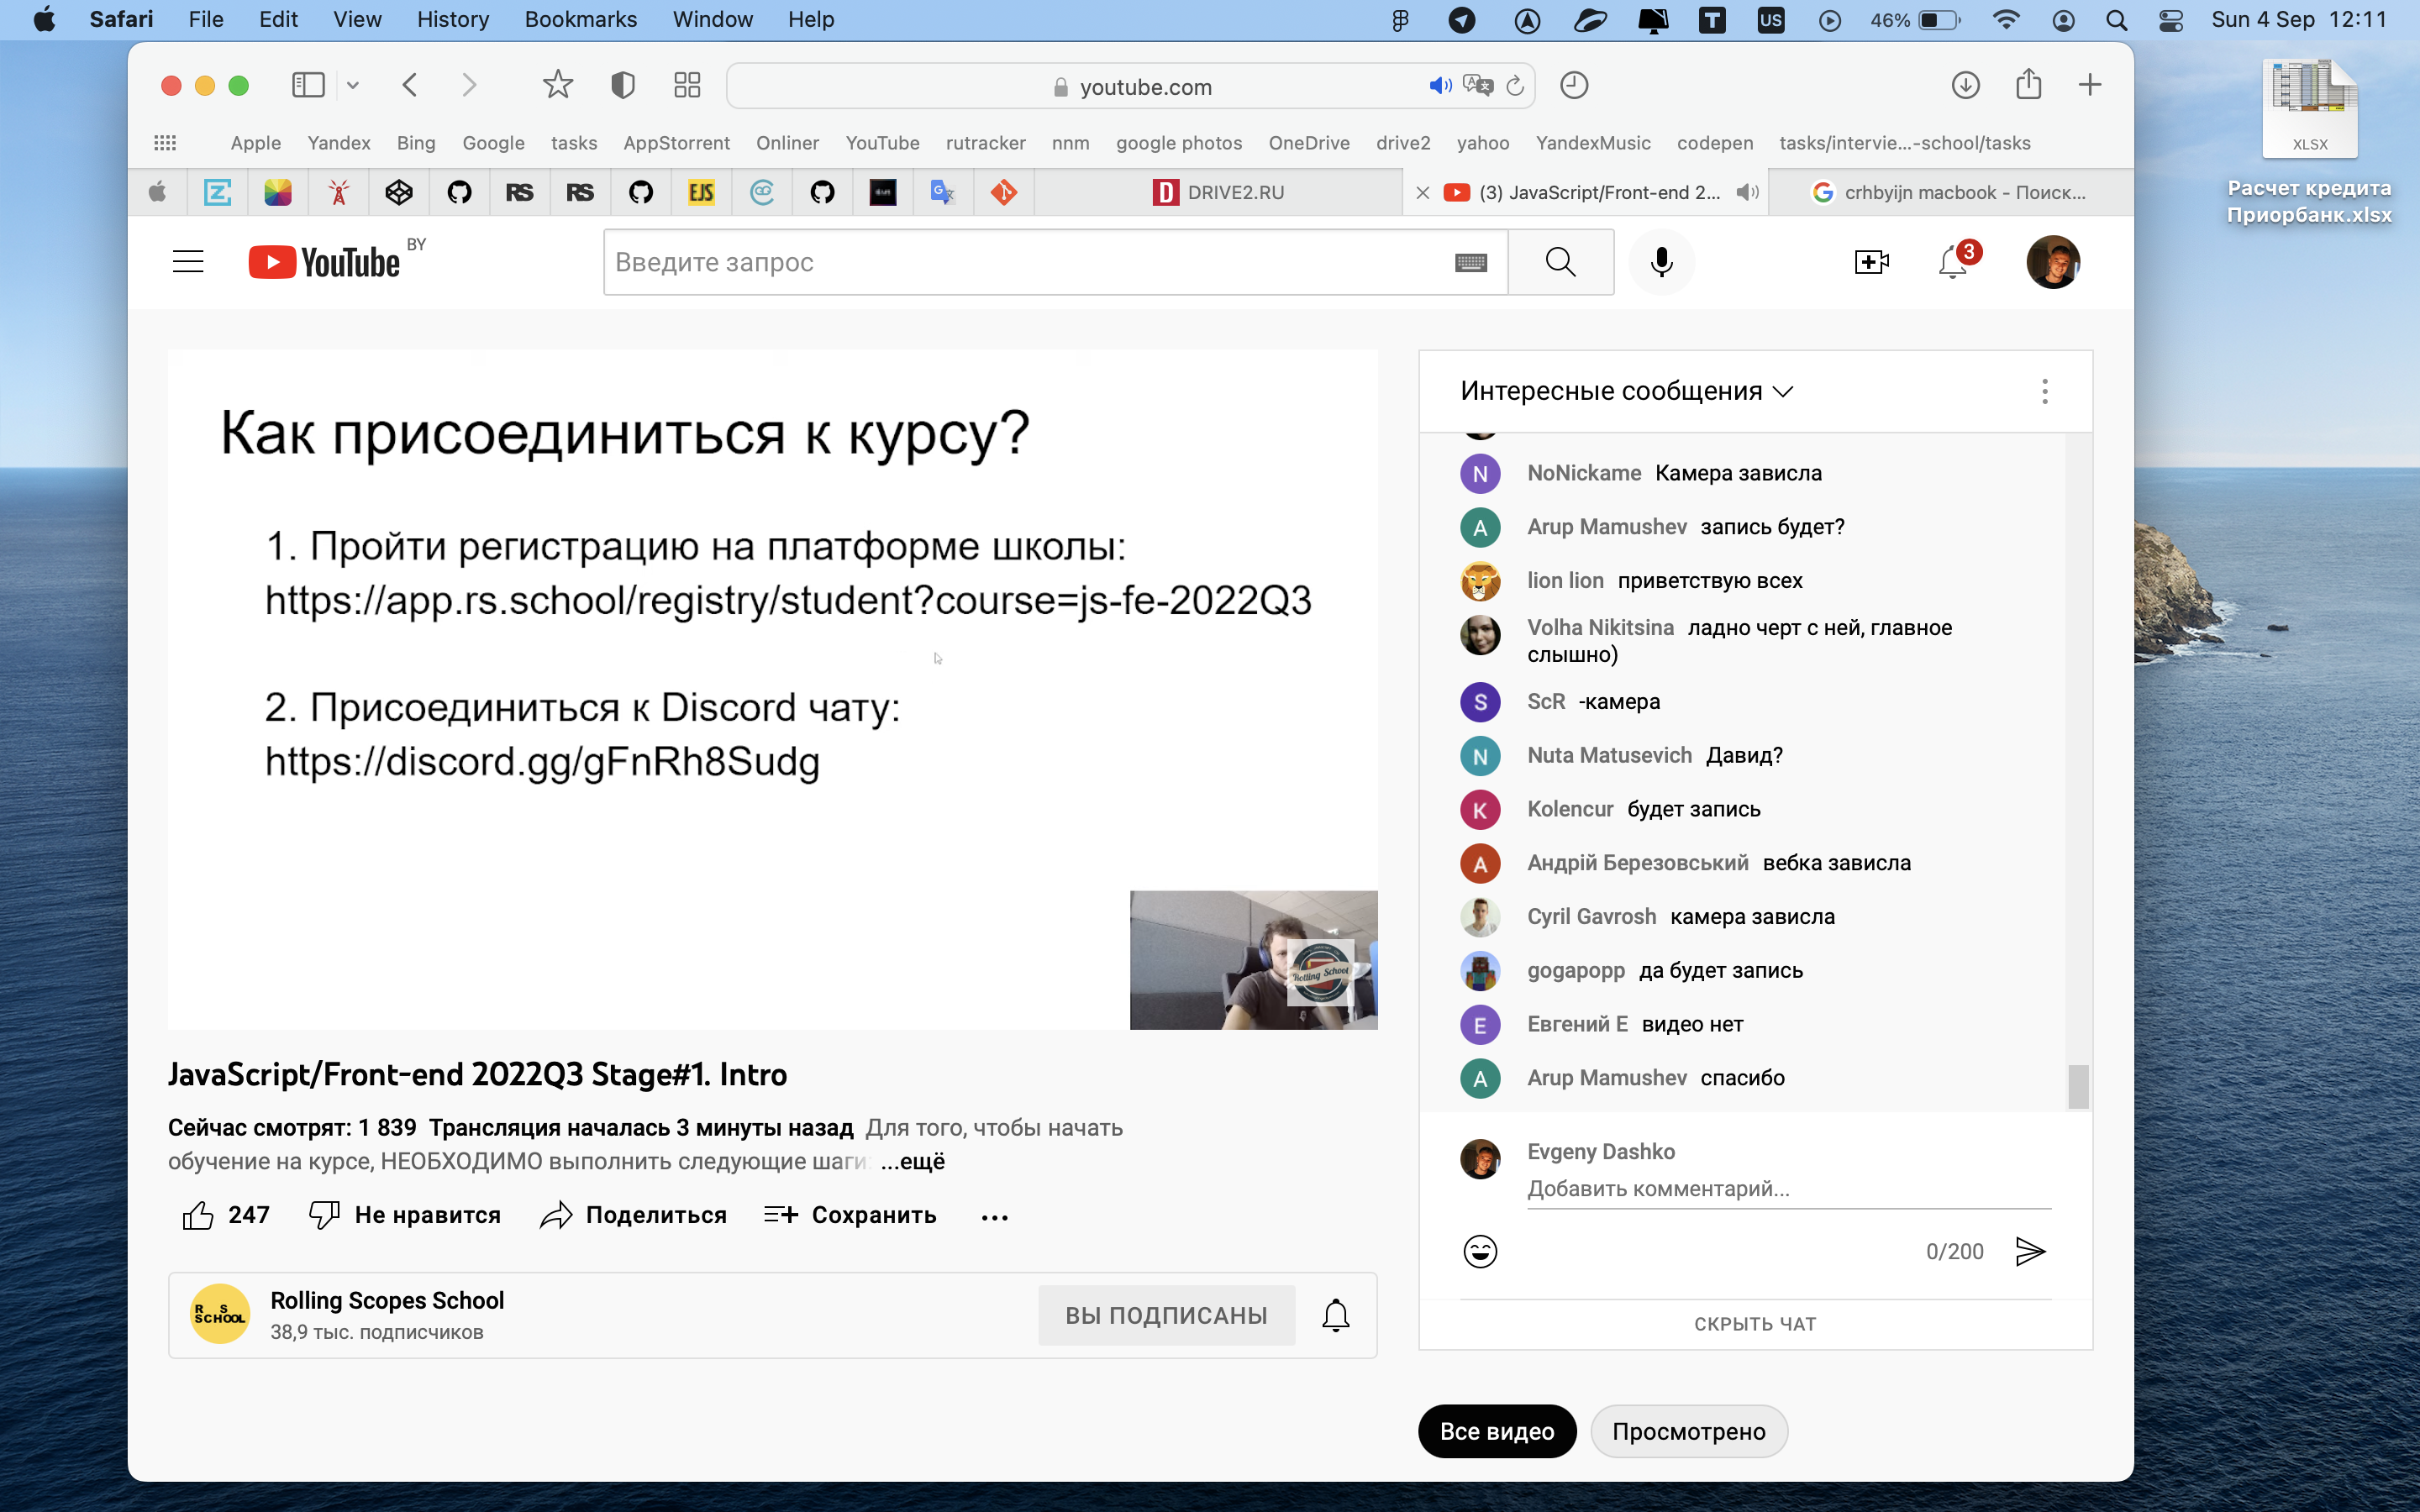 Safari File Edit View History Bookmarks Window Help
T US 46% Sun 4 Sep 12:11
youtube.com
Apple Yandex Bing Google tasks AppStorrent Onliner YouTube rutracker nnm google photos OneDrive drive2 yahoo YandexMusic codepen tasks/intervie...-school/tasks
RS RS EJS DRIVE2.RU (3) JavaScript/Front-end 2... crhbyijn macbook - Поиск...
XLSX
Расчет кредита
Приорбанк.xlsx
YouTube BY
Введите запрос
3
Как присоединиться к курсу?
1. Пройти регистрацию на платформе школы:
https://app.rs.school/registry/student?course=js-fe-2022Q3
2. Присоединиться к Discord чату:
https://discord.gg/gFnRh8Sudg
Rolling School
JavaScript/Front-end 2022Q3 Stage#1. Intro
Сейчас смотрят: 1 839 Трансляция началась 3 минуты назад Для того, чтобы начать
обучение на курсе, НЕОБХОДИМО выполнить следующие шаги: ...ещё
247 Не нравится Поделиться Сохранить
RS SCHOOL
Rolling Scopes School
38,9 тыс. подписчиков
ВЫ ПОДПИСАНЫ
Интересные сообщения
N NoNickame Камера зависла
A Arup Mamushev запись будет?
lion lion приветствую всех
Volha Nikitsina ладно черт с ней, главное
слышно)
S ScR -камера
N Nuta Matusevich Давид?
K Kolencur будет запись
А Андрій Березовський вебка зависла
Cyril Gavrosh камера зависла
gogapopp да будет запись
Е Евгений Е видео нет
A Arup Mamushev спасибо
Evgeny Dashko
Добавить комментарий...
0/200
СКРЫТЬ ЧАТ
Все видео Просмотрено